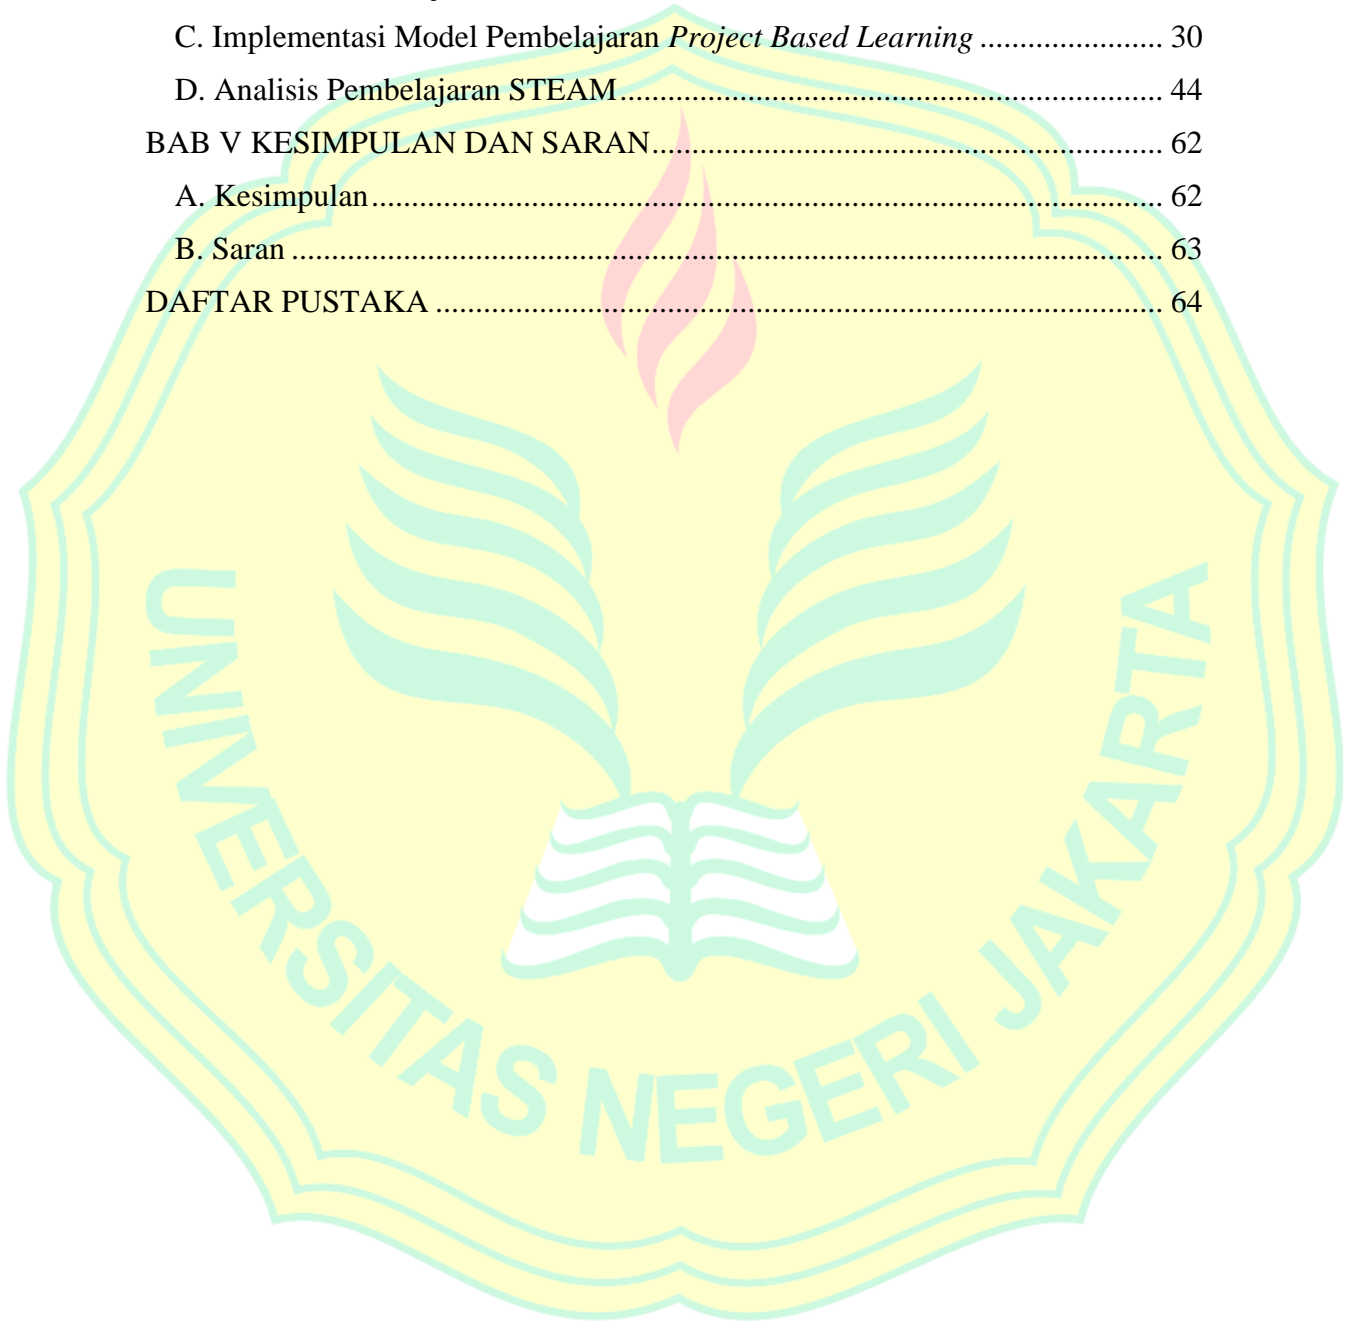 C. Implementasi Model Pembelajaran Project Based Learning ....................... 30
D. Analisis Pembelajaran STEAM.................................................................... 44
BAB V KESIMPULAN DAN SARAN................................................................ 62
A. Kesimpulan................................................................................................... 62
B. Saran ............................................................................................................. 63
DAFTAR PUSTAKA ........................................................................................... 64
UNIVERSITAS NEGERI JAKARTA